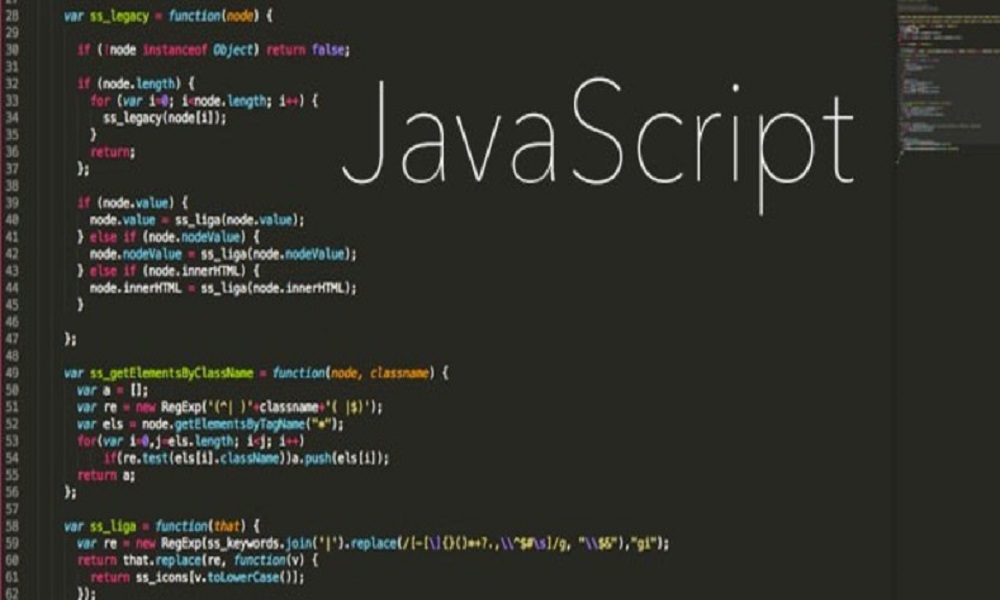 28 var ss_legacy = function(node) {
29
30 if (!node instanceof Object) return false;
31
32 if (node.length) {
33 for (var i=0; i<node.length; i++) {
34 ss_legacy(node[i]);
35 }
36 return;
37 };
38
JavaScript
39 if (node.value) {
40 node.value = ss_liga(node.value);
41 } else if (node.nodeValue) {
42 node.nodeValue = ss_liga(node.nodeValue);
43 } else if (node.innerHTML) {
44 node.innerHTML = ss_liga(node.innerHTML);
45 }
46
47 };
48
49 var ss_getElementsByClassName = function(node, classname) {
50 var a = [];
51 var re = new RegExp('(^| )'+classname+'( |$)');
52 var els = node.getElementsByTagName("*");
53 for(var i=0,j=els.length; i<j; i++)
54 if(re.test(els[i].className))a.push(els[i]);
55 return a;
56 };
57
58 var ss_liga = function(that) {
59 var re = new RegExp(ss_keywords.join('|').replace(/[-[\]{}()*+?.,\\^$#\s]/g, "\\$&"),"gi");
60 return that.replace(re, function(v) {
61 return ss_icons[v.toLowerCase()];
62 });